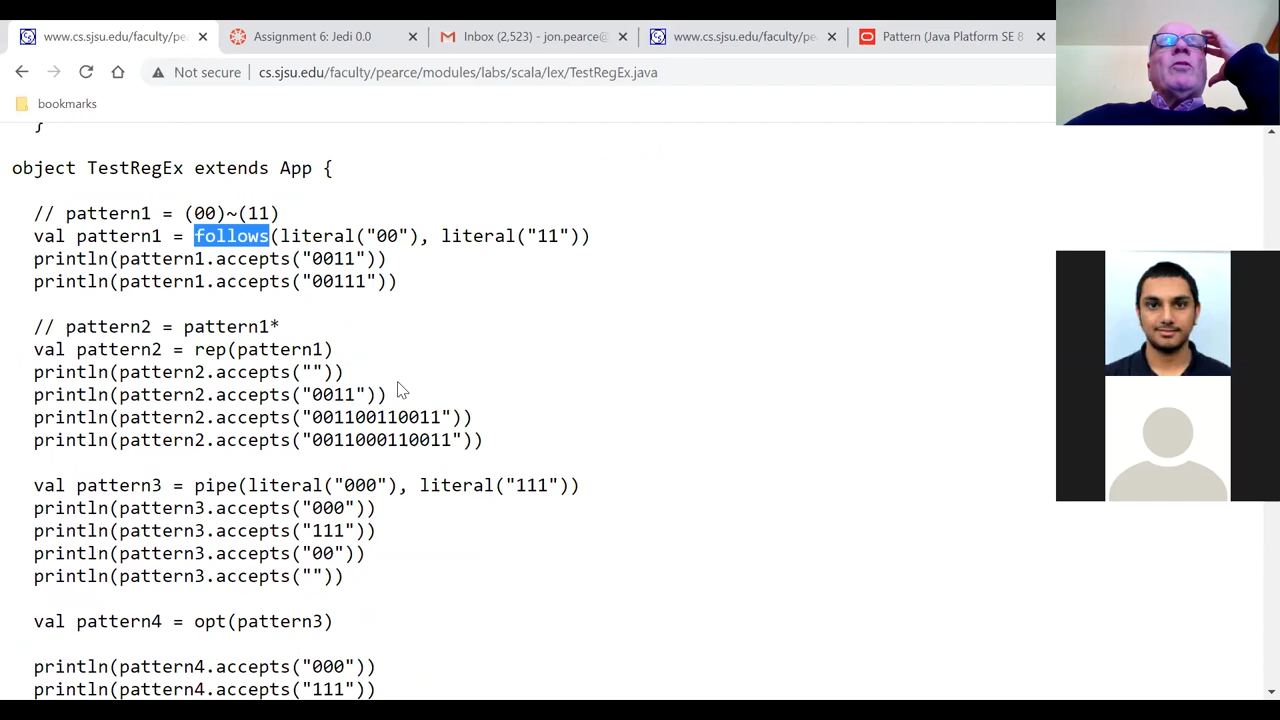 www.cs.sjsu.edu/faculty/pe
Assignment 6: Jedi 0.0
Inbox (2,523) - jon.pearce@
www.cs.sjsu.edu/faculty/pe
Pattern (Java Platform SE 8
Not secure cs.sjsu.edu/faculty/pearce/modules/labs/scala/lex/TestRegEx.java
bookmarks
}
object TestRegEx extends App {
// pattern1 = (00)~(11)
val pattern1 = follows(literal("00"), literal("11"))
println(pattern1.accepts("0011"))
println(pattern1.accepts("00111"))
// pattern2 = pattern1*
val pattern2 = rep(pattern1)
println(pattern2.accepts(""))
println(pattern2.accepts("0011"))
println(pattern2.accepts("001100110011"))
println(pattern2.accepts("0011000110011"))
val pattern3 = pipe(literal("000"), literal("111"))
println(pattern3.accepts("000"))
println(pattern3.accepts("111"))
println(pattern3.accepts("00"))
println(pattern3.accepts(""))
val pattern4 = opt(pattern3)
println(pattern4.accepts("000"))
println(pattern4.accepts("111"))